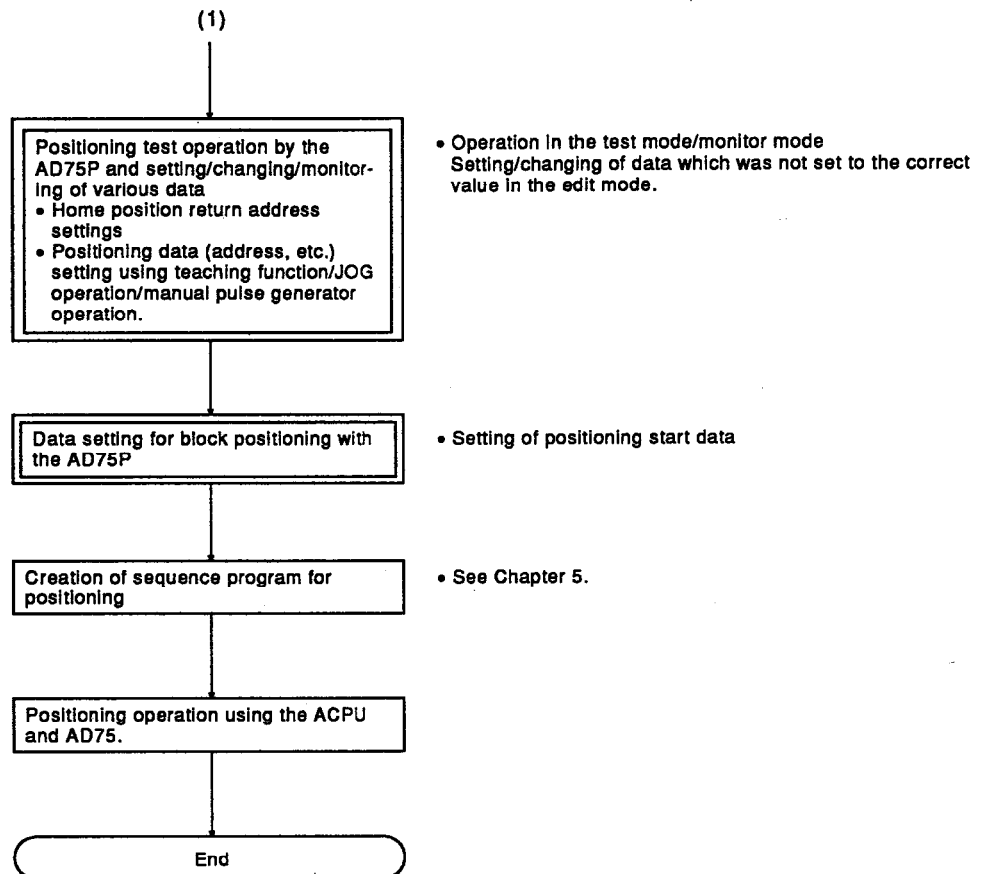 (1)
Positioning test operation by the
AD75P and setting/changing/monitor-
ing of various data
• Home position return address
settings
• Positioning data (address, etc.)
setting using teaching function/JOG
operation/manual pulse generator
operation.
• Operation in the test mode/monitor mode
Setting/changing of data which was not set to the correct
value in the edit mode.
Data setting for block positioning with
the AD75P
• Setting of positioning start data
Creation of sequence program for
positioning
• See Chapter 5.
Positioning operation using the ACPU
and AD75.
End